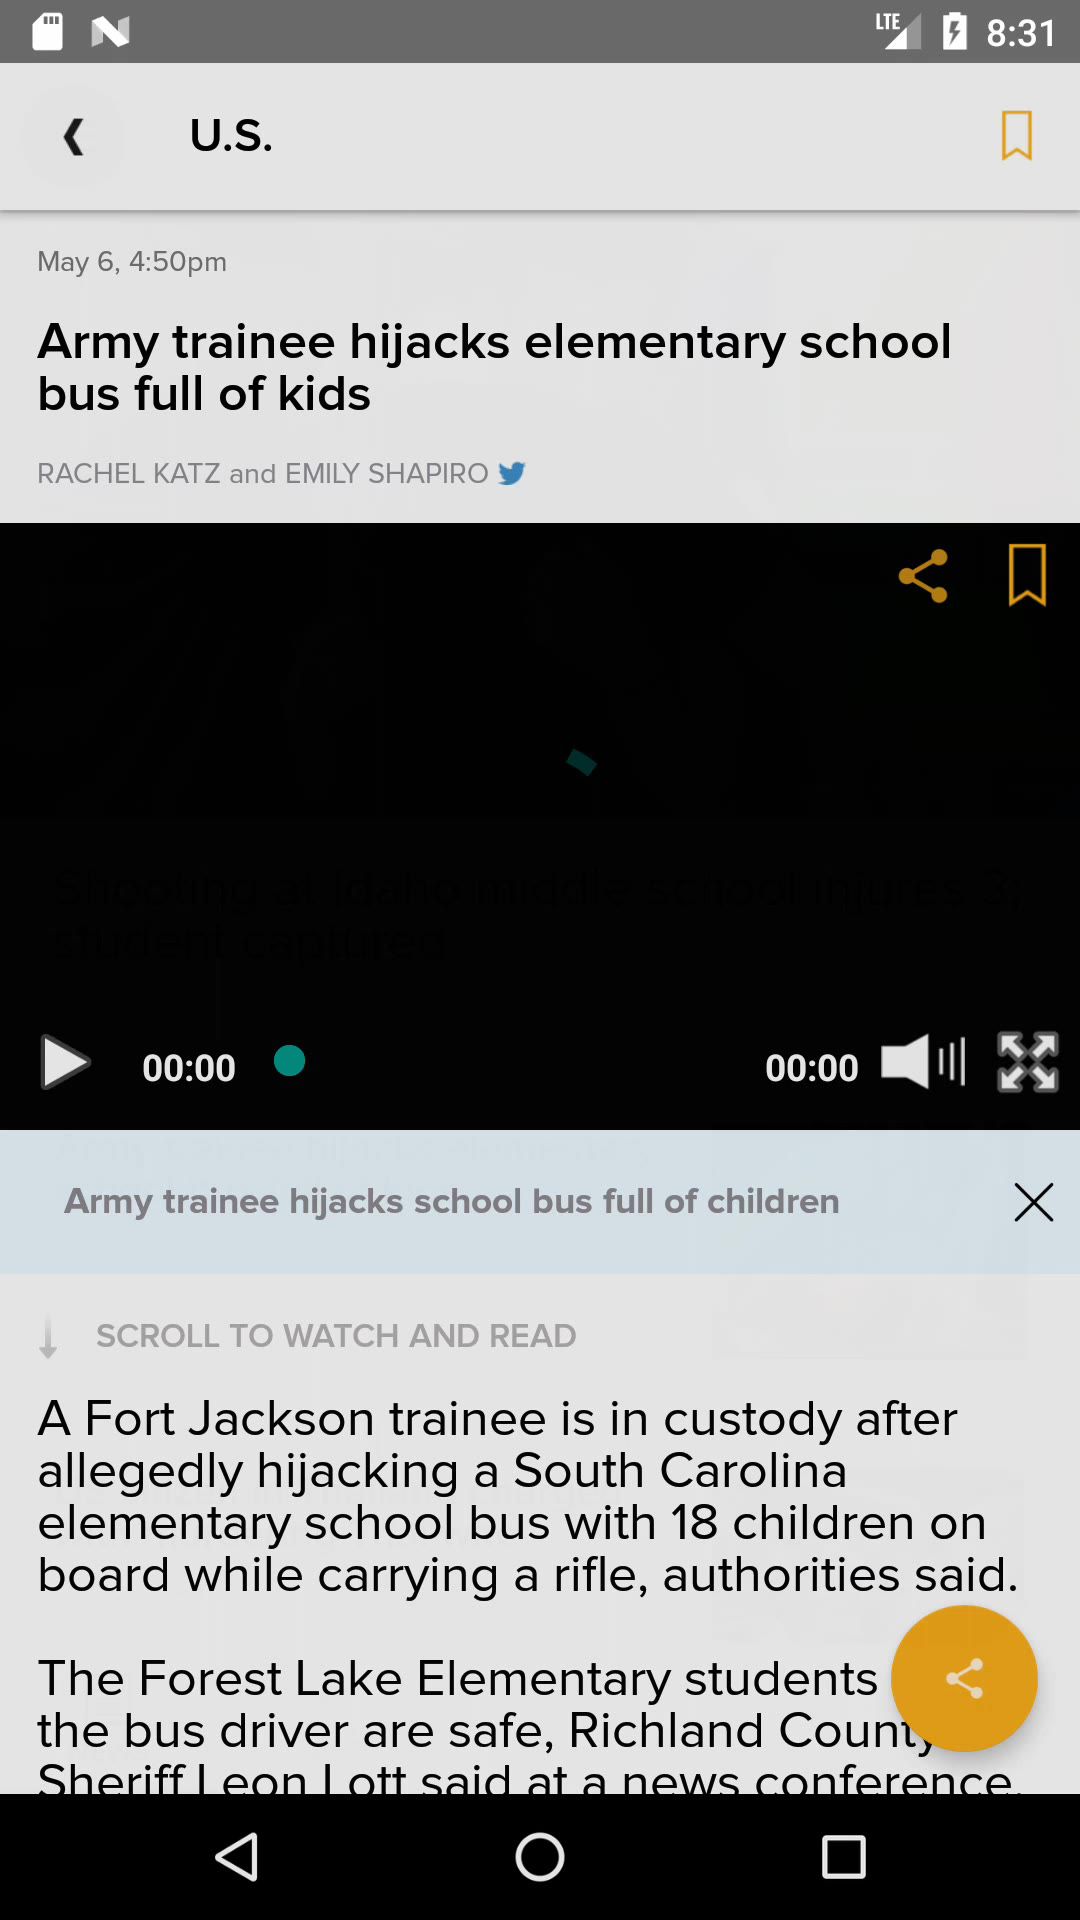 LTE 8:31
U.S.
May 6, 4:50pm
Army trainee hijacks elementary school
bus full of kids
RACHEL KATZ and EMILY SHAPIRO
Shooting at Idaho middle school injures 3;
student captured
00:00 00:00
Army trainee hijacks school bus full of children
SCROLL TO WATCH AND READ
A Fort Jackson trainee is in custody after
allegedly hijacking a South Carolina
elementary school bus with 18 children on
board while carrying a rifle, authorities said.
The Forest Lake Elementary students
the bus driver are safe, Richland County
Sheriff Leon Lott said at a news conference.